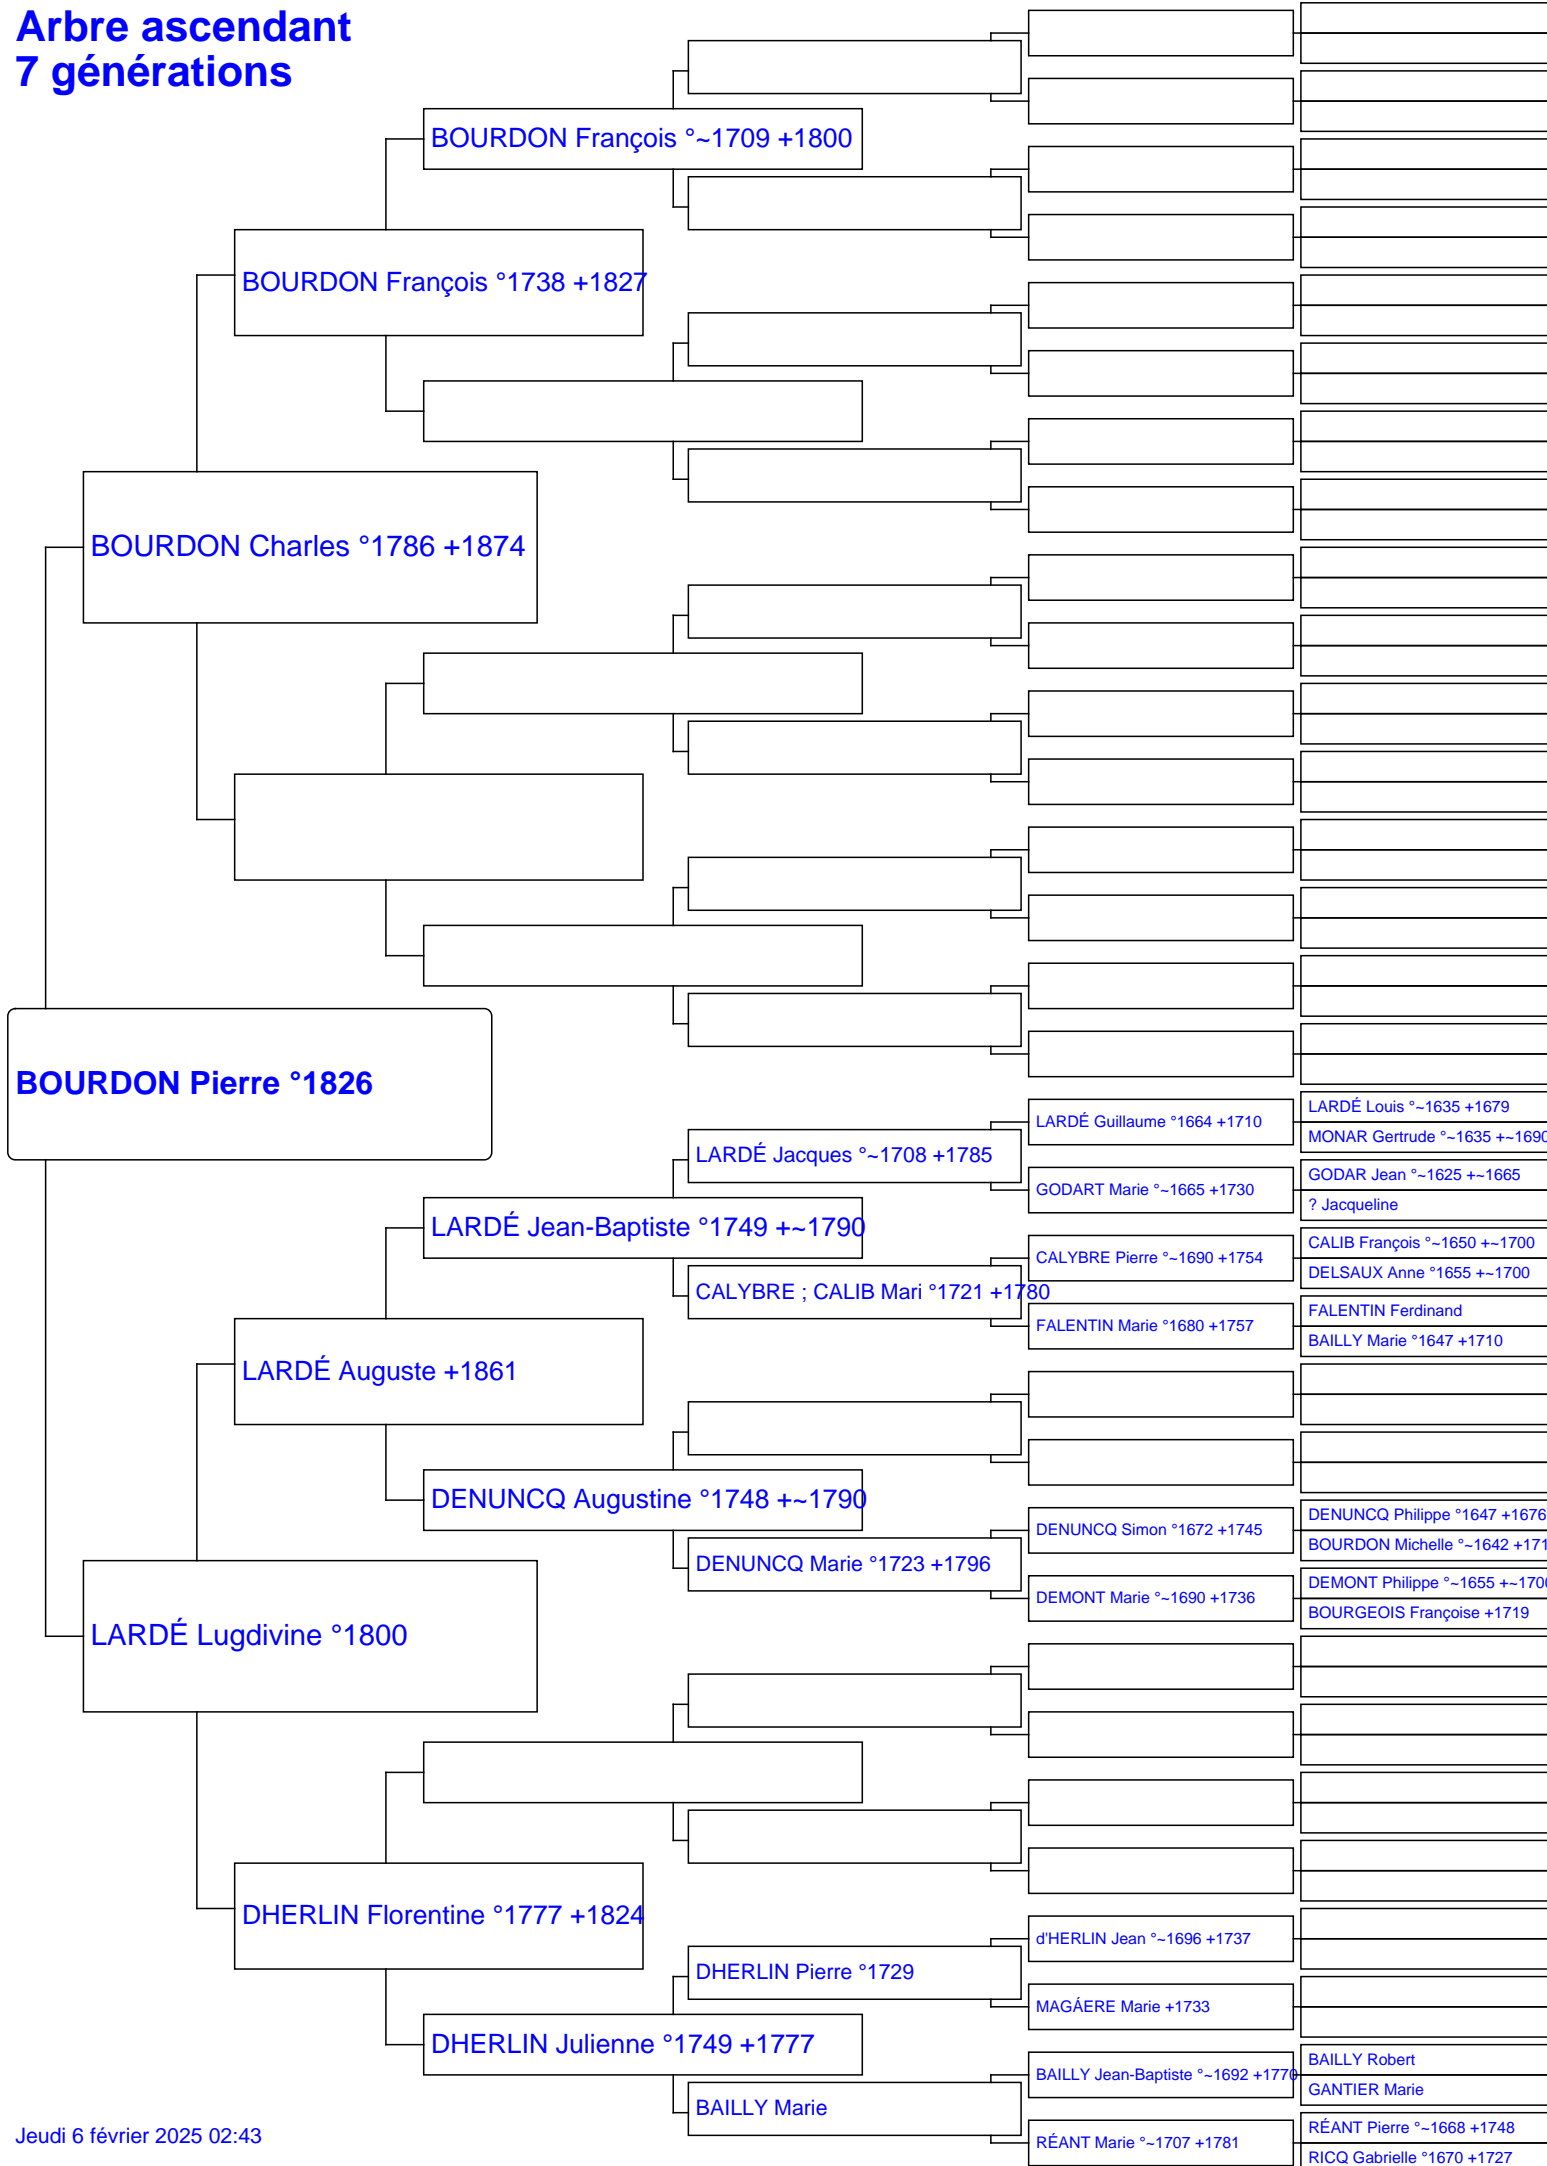 Arbre ascendant
7 générations
BOURDON François °~1709 +1800
BOURDON François °1738 +1827
BOURDON Charles °1786 +1874
BOURDON Pierre °1826
LARDÉ Louis °~1635 +1679
LARDÉ Guillaume °1664 +1710
MONAR Gertrude °~1635 +~1690
LARDÉ Jacques °~1708 +1785
GODAR Jean °~1625 +~1665
GODART Marie °~1665 +1730
? Jacqueline
LARDÉ Jean-Baptiste °1749 +~1790
CALIB François °~1650 +~1700
CALYBRE Pierre °~1690 +1754
DELSAUX Anne °1655 +~1700
CALYBRE ; CALIB Mari °1721 +1780
FALENTIN Ferdinand
FALENTIN Marie °1680 +1757
BAILLY Marie °1647 +1710
LARDÉ Auguste +1861
DENUNCQ Augustine °1748 +~1790
DENUNCQ Philippe °1647 +1676
DENUNCQ Simon °1672 +1745
BOURDON Michelle °~1642 +171
DENUNCQ Marie °1723 +1796
DEMONT Philippe °~1655 +~1700
DEMONT Marie °~1690 +1736
BOURGEOIS Françoise +1719
LARDÉ Lugdivine °1800
DHERLIN Florentine °1777 +1824
d'HERLIN Jean °~1696 +1737
DHERLIN Pierre °1729
MAGÁERE Marie +1733
DHERLIN Julienne °1749 +1777
BAILLY Robert
BAILLY Jean-Baptiste °~1692 +1770
GANTIER Marie
BAILLY Marie
RÉANT Pierre °~1668 +1748
RÉANT Marie °~1707 +1781
RICQ Gabrielle °1670 +1727
Jeudi 6 février 2025 02:43